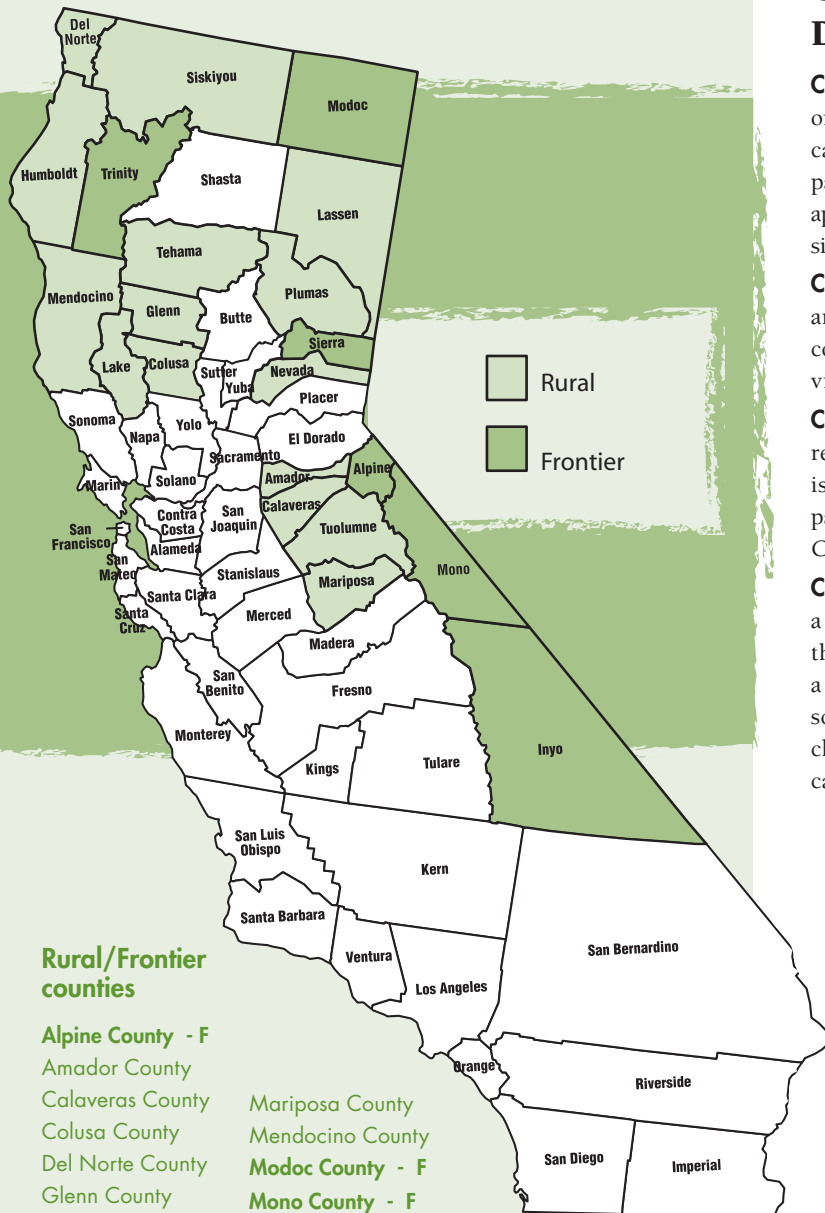 Del
Norte
Siskiyou
Modoc
Humboldt
Trinity
Shasta
Lassen
Tehama
Plumas
Mendocino
Glenn
Butte
Sierra
Lake
Colusa
Sutter
Yuba
Nevada
Placer
Sonoma
Napa
Yolo
El Dorado
Sacramento
Marin
Solano
Amador
Alpine
Calaveras
Contra
Costa
San
Joaquin
Tuolumne
San
Francisco
Alameda
San
Mateo
Stanislaus
Mono
Mariposa
Santa Clara
Santa
Cruz
Merced
Madera
San
Benito
Fresno
Monterey
Kings
Tulare
Inyo
San Luis
Obispo
Kern
Santa Barbara
Ventura
Los Angeles
San Bernardino
Orange
Riverside
San Diego
Imperial
Rural
Frontier
Rural/Frontier
counties
Alpine County - F
Amador County
Calaveras County
Colusa County
Del Norte County
Glenn County
Mariposa County
Mendocino County
Modoc County - F
Mono County - F